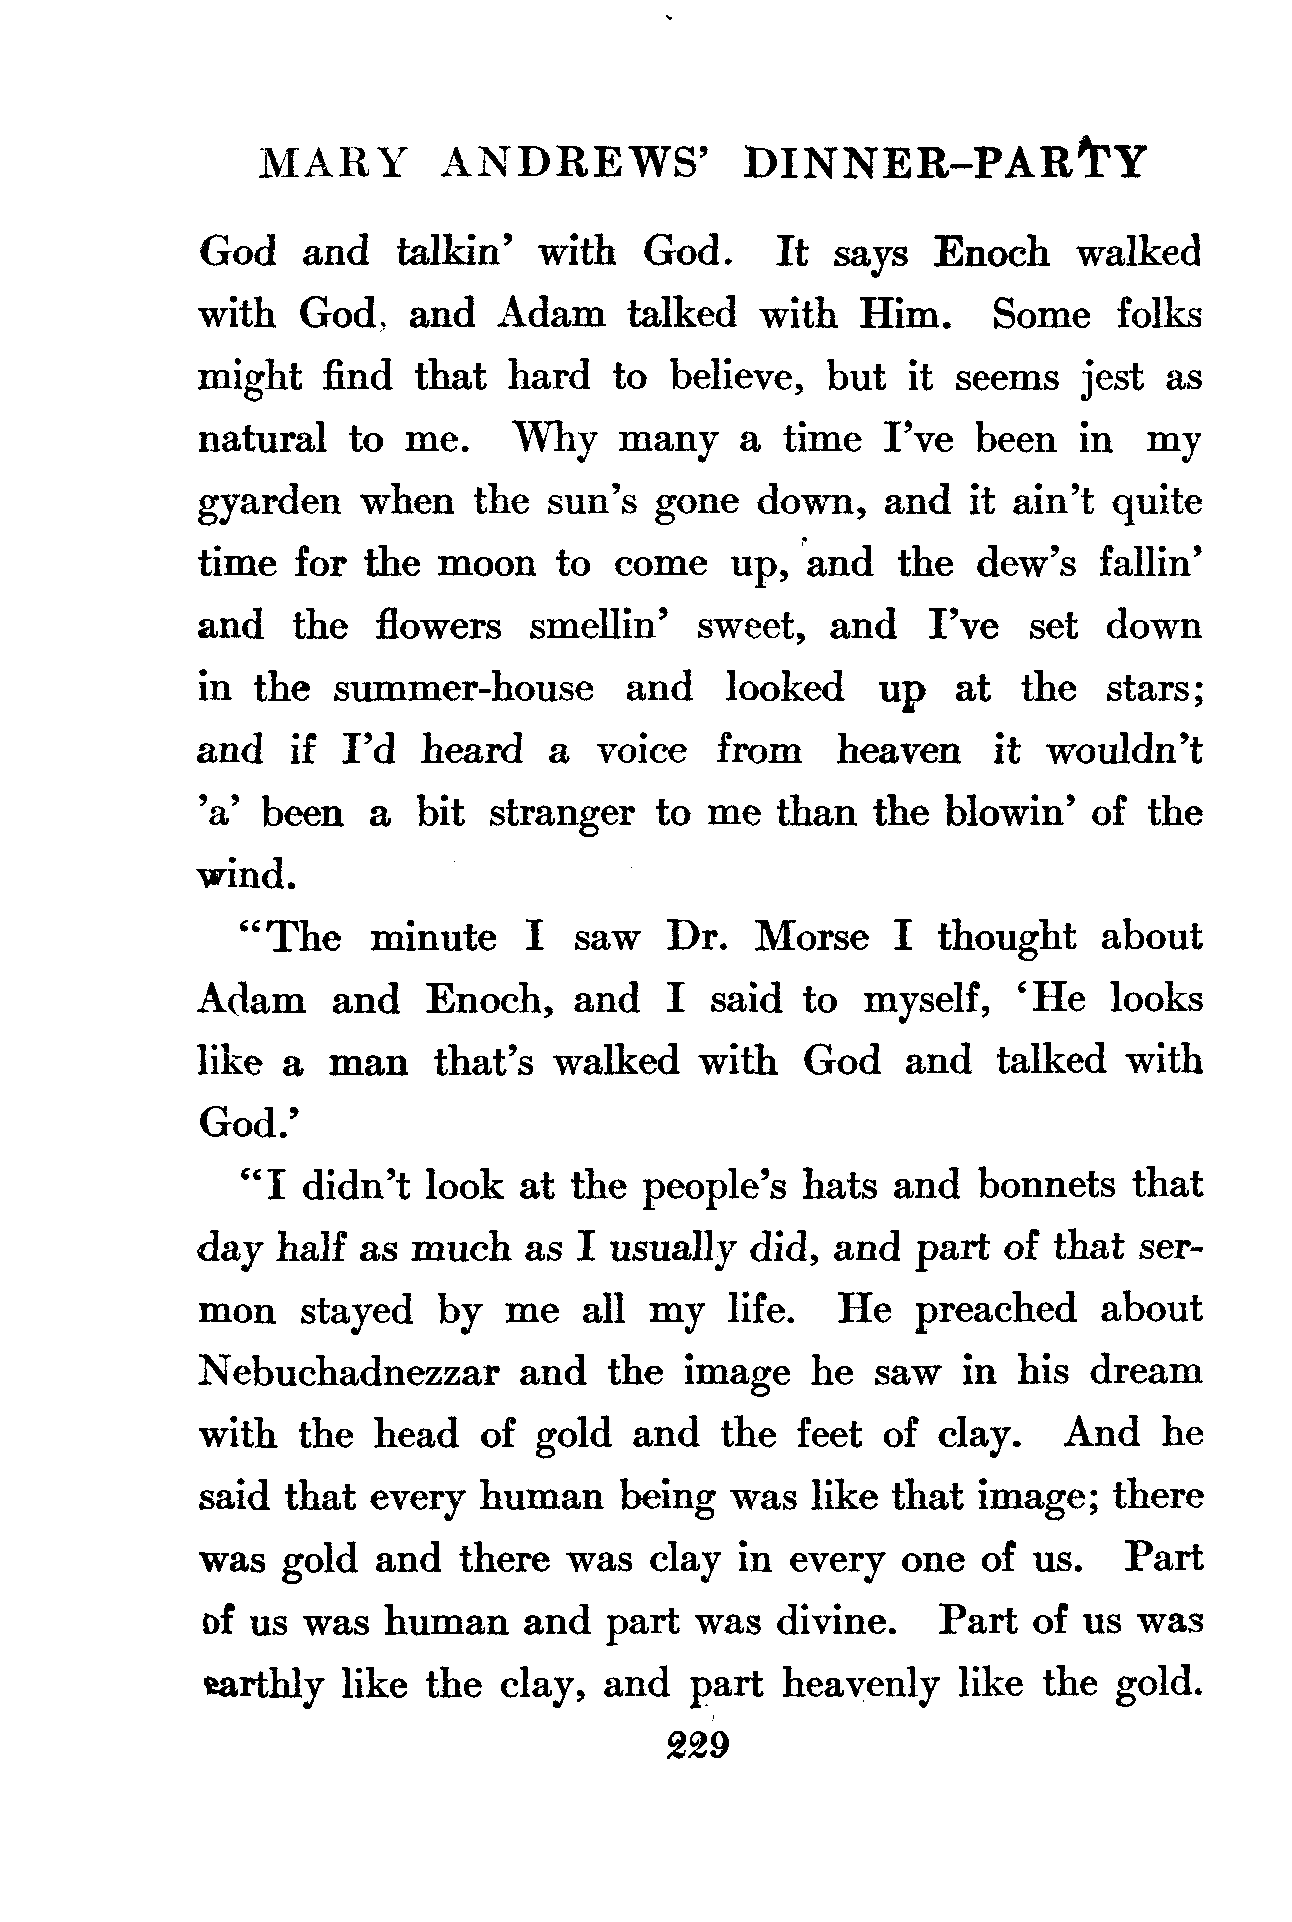 MARY ANDREWS' DINNER-PARTY
God and talkin' with God. It says Enoch walked
with God, and Adam talked with Him. Some folks
might find that hard to believe, but it seems jest as
natural to me. Why many a time I've been in my
gyarden when the sun's gone down, and it ain't quite
time for the moon to come up, and the dew's fallin'
and the flowers smellin' sweet, and I've set down
in the summer-house and looked up at the stars;
and if I'd heard a voice from heaven it wouldn't
'a' been a bit stranger to me than the blowin' of the
wind.
"The minute I saw Dr. Morse I thought about
Adam and Enoch, and I said to myself, 'He looks
like a man that's walked with God and talked with
God.'
"I didn't look at the people's hats and bonnets that
day half as much as I usually did, and part of that ser-
mon stayed by me all my life. He preached about
Nebuchadnezzar and the image he saw in his dream
with the head of gold and the feet of clay. And he
said that every human being was like that image; there
was gold and there was clay in every one of us. Part
of us was human and part was divine. Part of us was
earthly like the clay, and part heavenly like the gold.
229